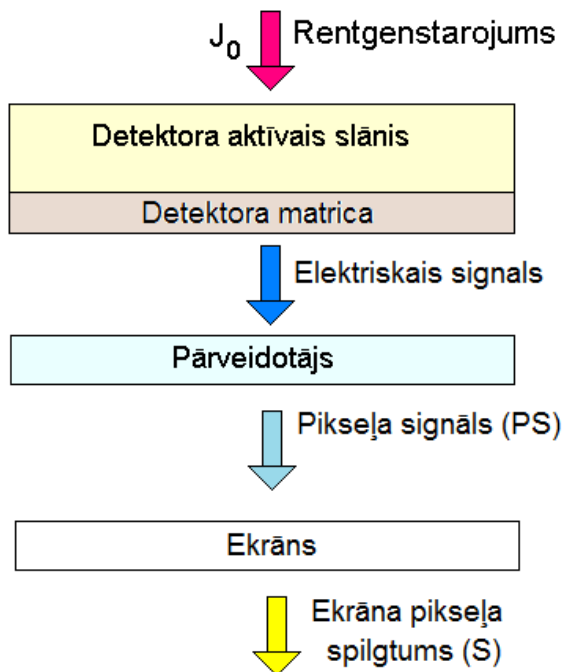 J0 Rentgenstarojums
Detektora aktīvais slānis
Detektora matrica
Elektriskais signals
Pārveidotājs
Pikseļa signāls (PS)
Ekrāns
Ekrāna pikseļa
spilgtums (S)